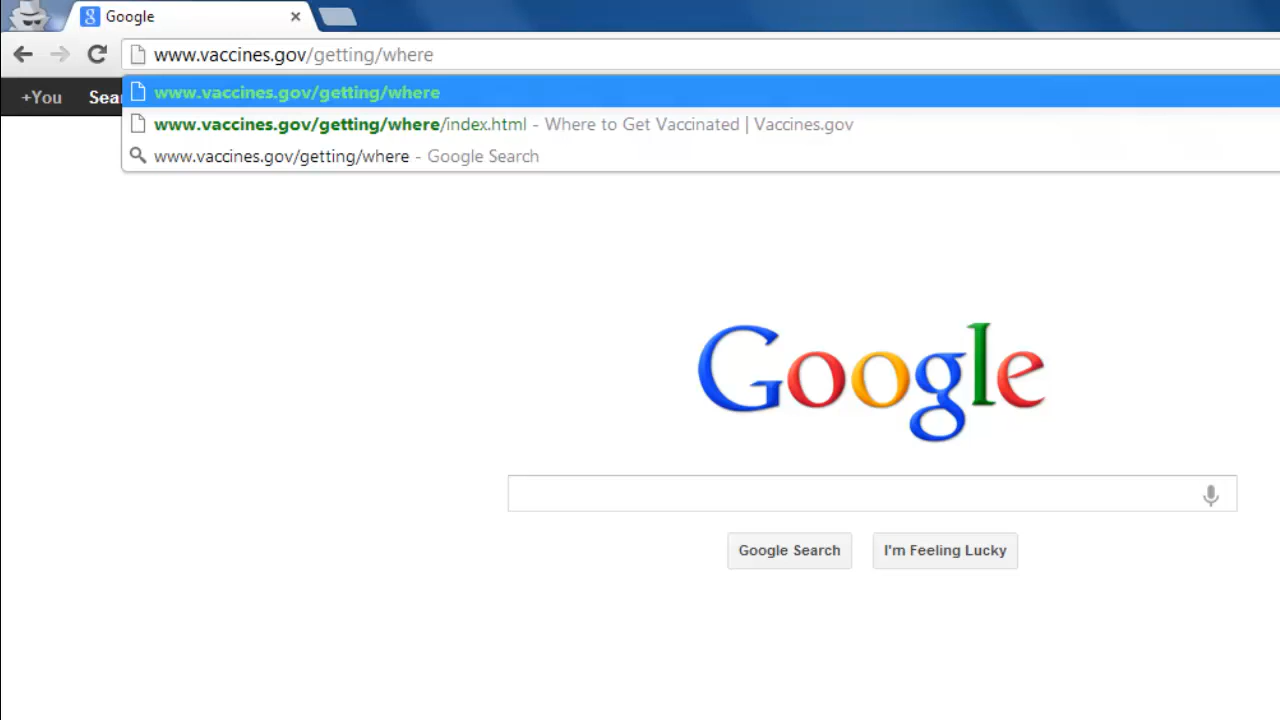 Google
www.vaccines.gov/getting/where
+You
www.vaccines.gov/getting/where
www.vaccines.gov/getting/where/index.html - Where to Get Vaccinated | Vaccines.gov
www.vaccines.gov/getting/where - Google Search
Google
Google Search
I'm Feeling Lucky